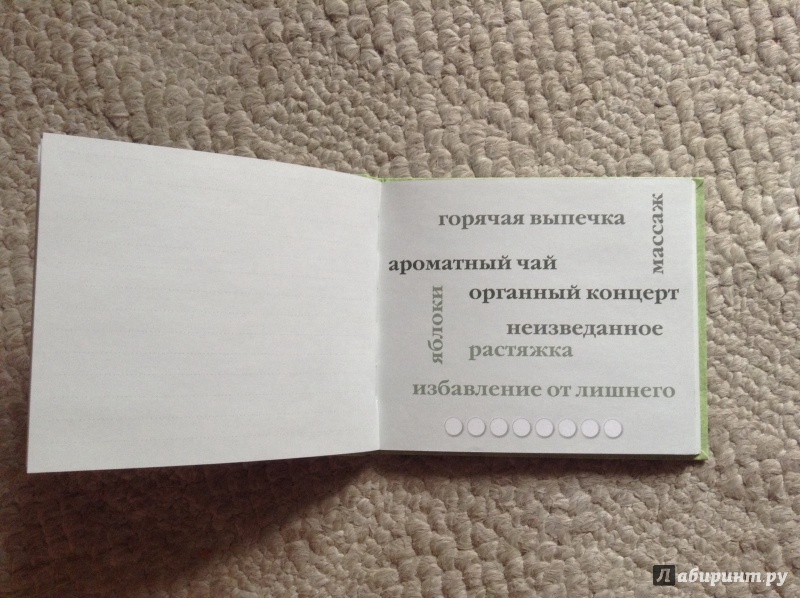 горячая выпечка
массаж
ароматный чай
органный концерт
яблоки
неизведанное
растяжка
избавление от лишнего
Лабиринт.ру